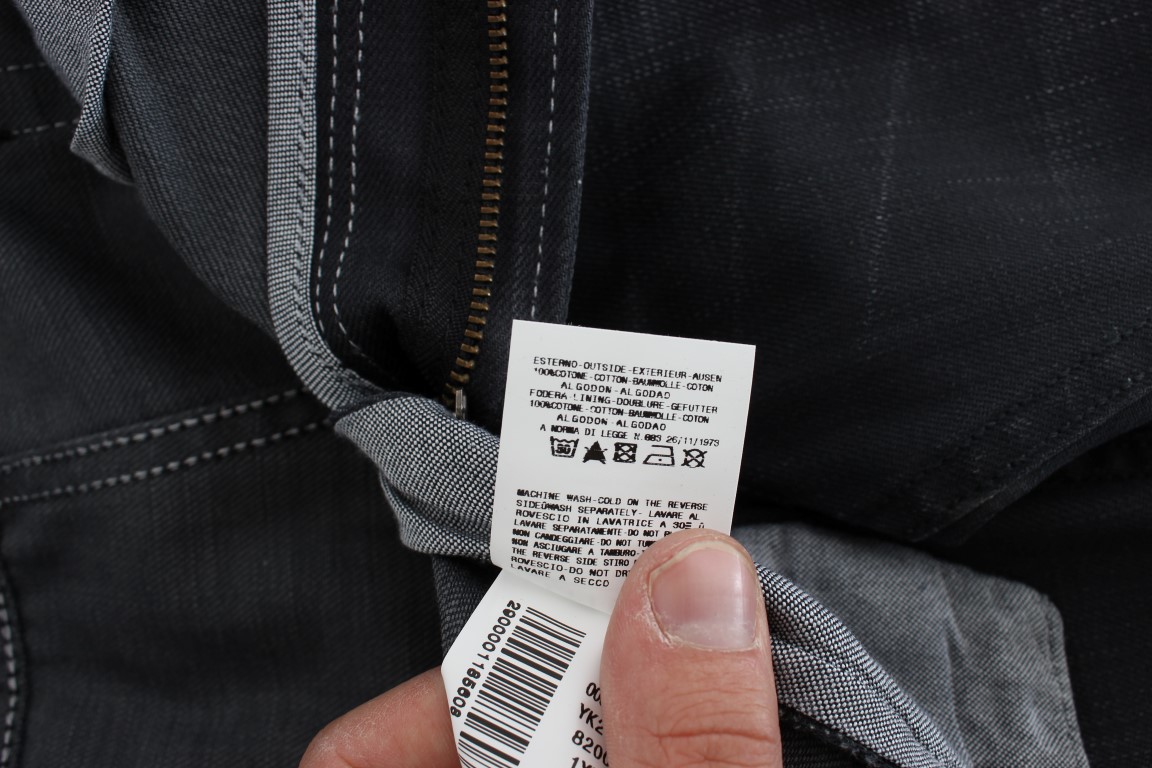 ESTERNO-OUTSIDE-EXTERIEUR-AUSEN
100%COTONE-COTTON-BAUMWOLLE-COTON
ALGODON-ALGODAO
FODERA-LINING-DOUBLURE-GEFUTTER
100%COTONE-COTTON-BAUMWOLLE-COTON
ALGODON-ALGODAO
A NORMA DI LEGGE N.883 26/11/1973
30
MACHINE WASH-COLD ON THE REVERSE
SIDEÛWASH SEPARATELY- LAVARE AL
ROVESCIO IN LAVATRICE A 30
LAVARE SEPARATAMENTE-DO NOT
NON CANDEGGIARE-DO NOT
NON ASCIUGARE A TAMBURO-
THE REVERSE SIDE STIRO
ROVESCIO-DO NOT
LAVARE A SECCO
2900001185608